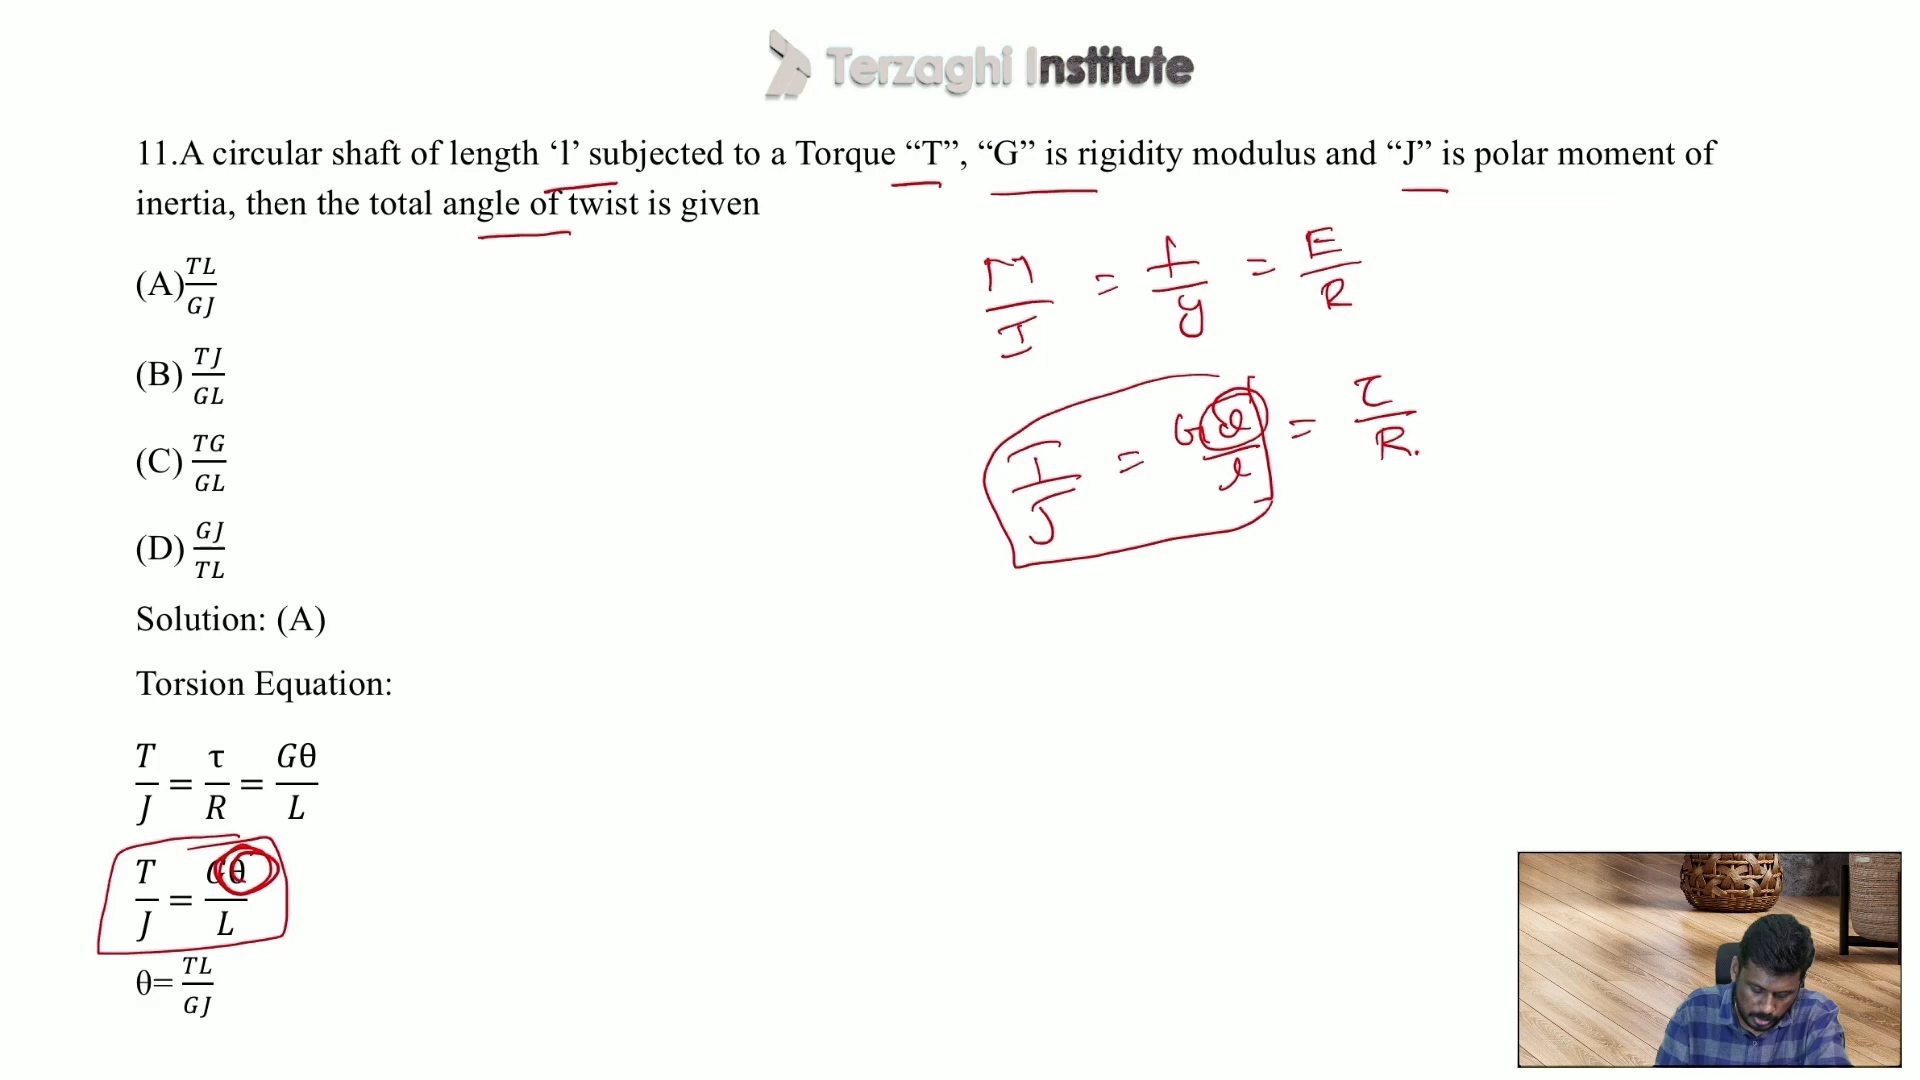 Terzaghi Institute
11.A circular shaft of length ‘l’ subjected to a Torque “T”, “G” is rigidity modulus and “J” is polar moment of
inertia, then the total angle of twist is given
(A) TL/GJ
(B) TJ/GL
(C) TG/GL
(D) GJ/TL
M/I = f/y = E/R
T/J = Gθ/l = τ/R.
Solution: (A)
Torsion Equation:
T/J = τ/R = Gθ/L
T/J = Gθ/L
θ= TL/GJ